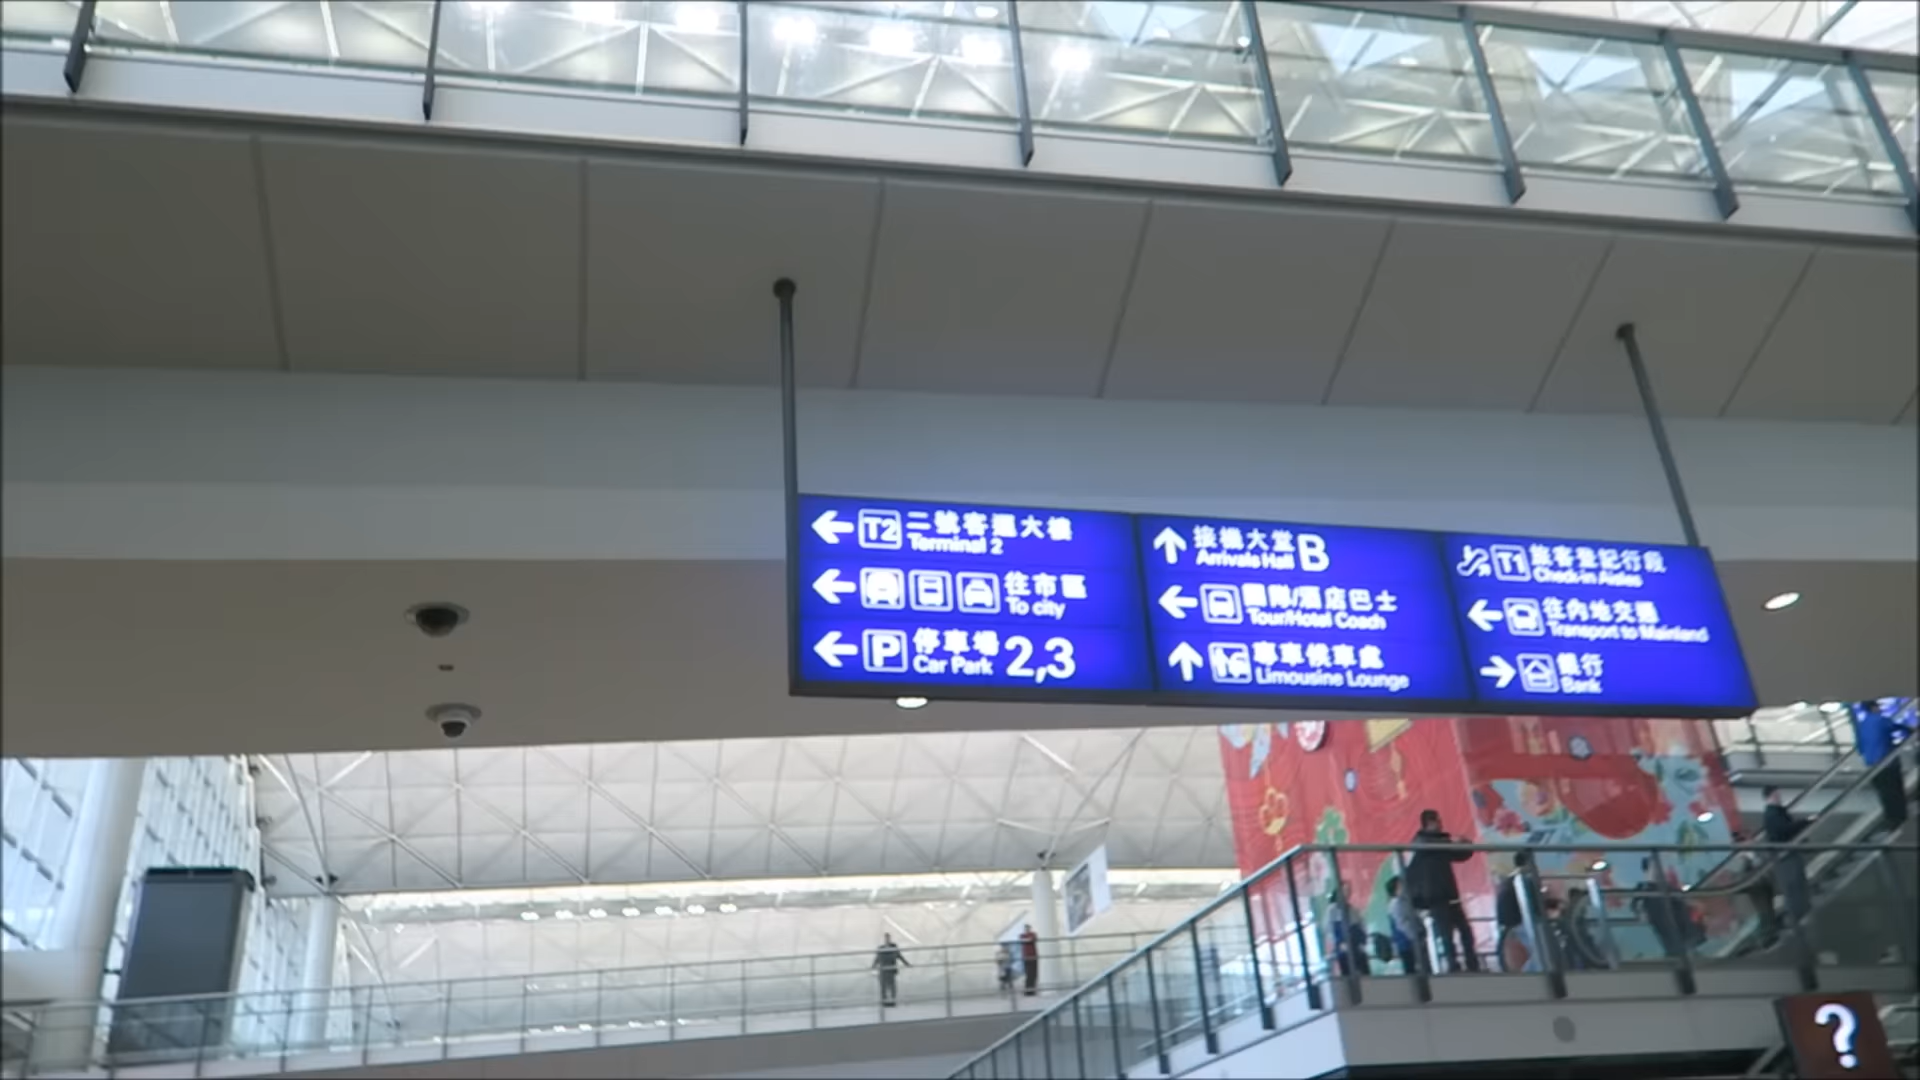 T2 二號客運大樓
Terminal 2
往市區
To city
P 停車場 2,3
Car Park
接機大堂 B
Arrivals Hall
團隊/酒店巴士
Tour/Hotel Coach
專車候車處
Limousine Lounge
T1 旅客登記行段
Check-in Aisles
往內地交通
Transport to Mainland
銀行
Bank
?